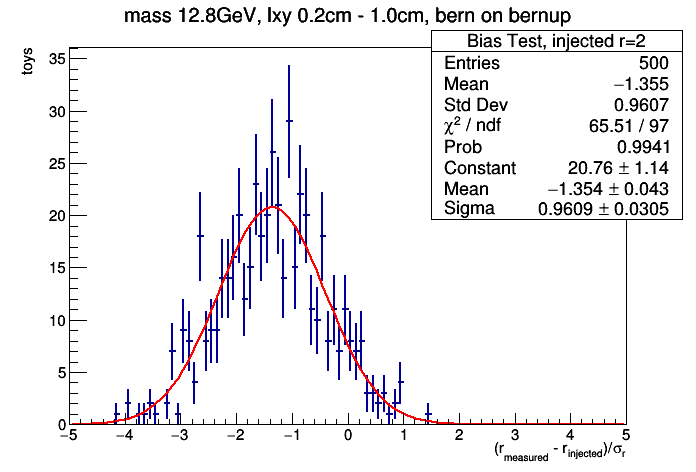 mass 12.8GeV, lxy 0.2cm - 1.0cm, bern on bernup
Bias Test, injected r=2
Entries 500
Mean −1.355
Std Dev 0.9607
χ² / ndf 65.51 / 97
Prob 0.9941
Constant 20.76 ± 1.14
Mean −1.354 ± 0.043
Sigma 0.9609 ± 0.0305
toys
35
30
25
20
15
10
5
0
−5 −4 −3 −2 −1 0 1 2 3 4 5
(r_measured - r_injected)/σ_r